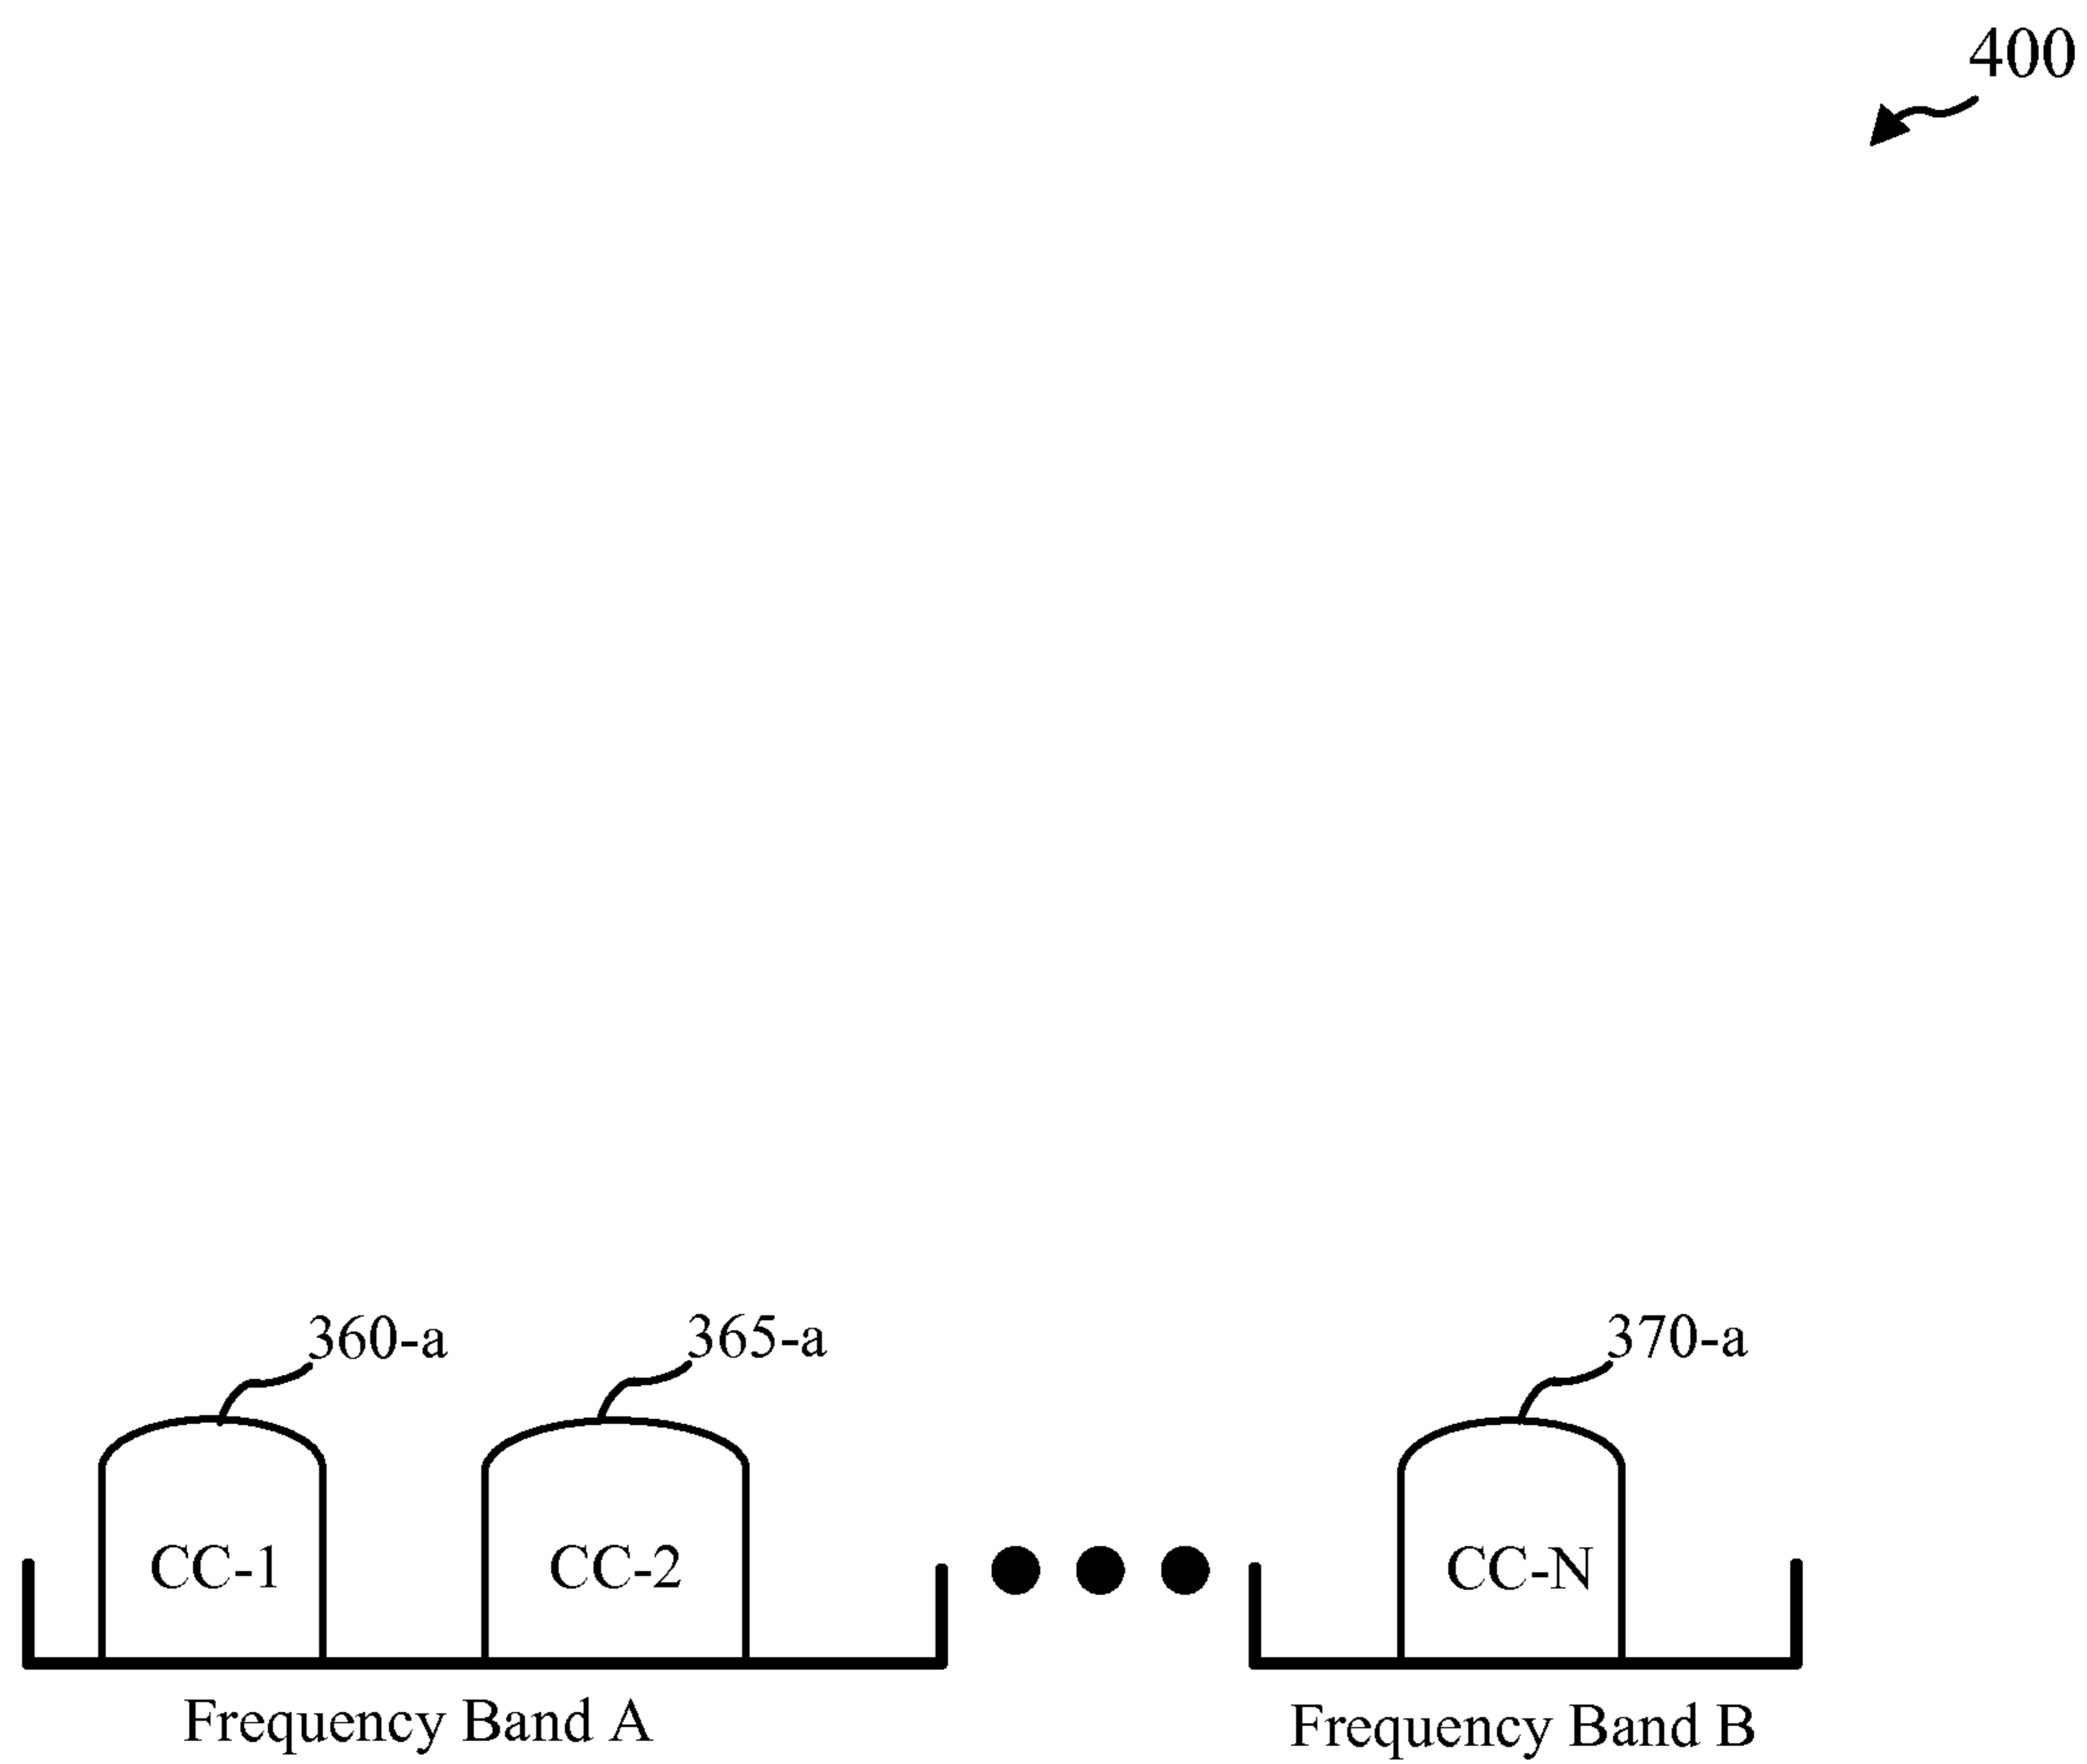 400
360-a
365-a
370-a
CC-1
CC-2
CC-N
Frequency Band A
Frequency Band B